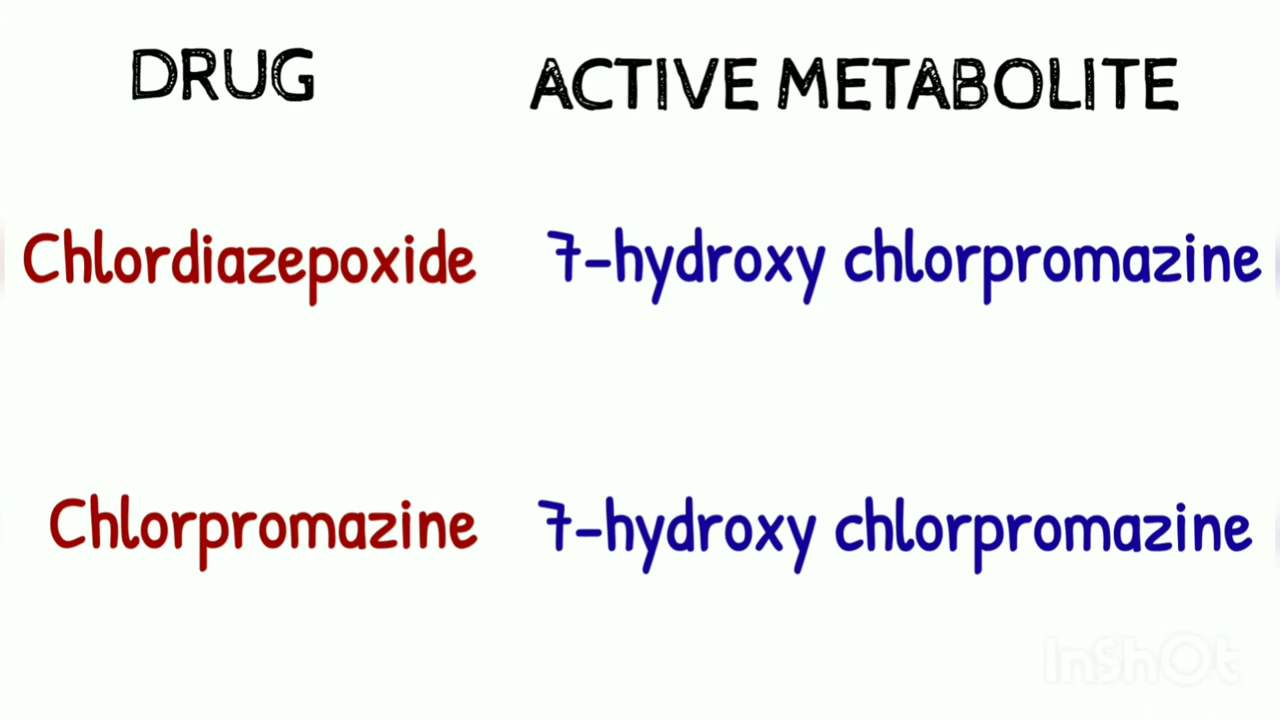 DRUG ACTIVE METABOLITE
Chlordiazepoxide 7-hydroxy chlorpromazine
Chlorpromazine 7-hydroxy chlorpromazine
InShOt